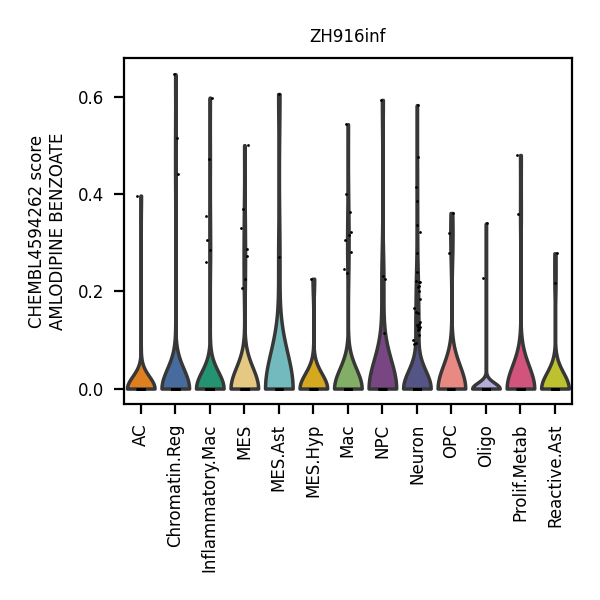 ZH916inf
CHEMBL4594262 score
AMLODIPINE BENZOATE
0.6
0.4
0.2
0.0
AC
Chromatin.Reg
Inflammatory.Mac
MES
MES.Ast
MES.Hyp
Mac
NPC
Neuron
OPC
Oligo
Prolif.Metab
Reactive.Ast